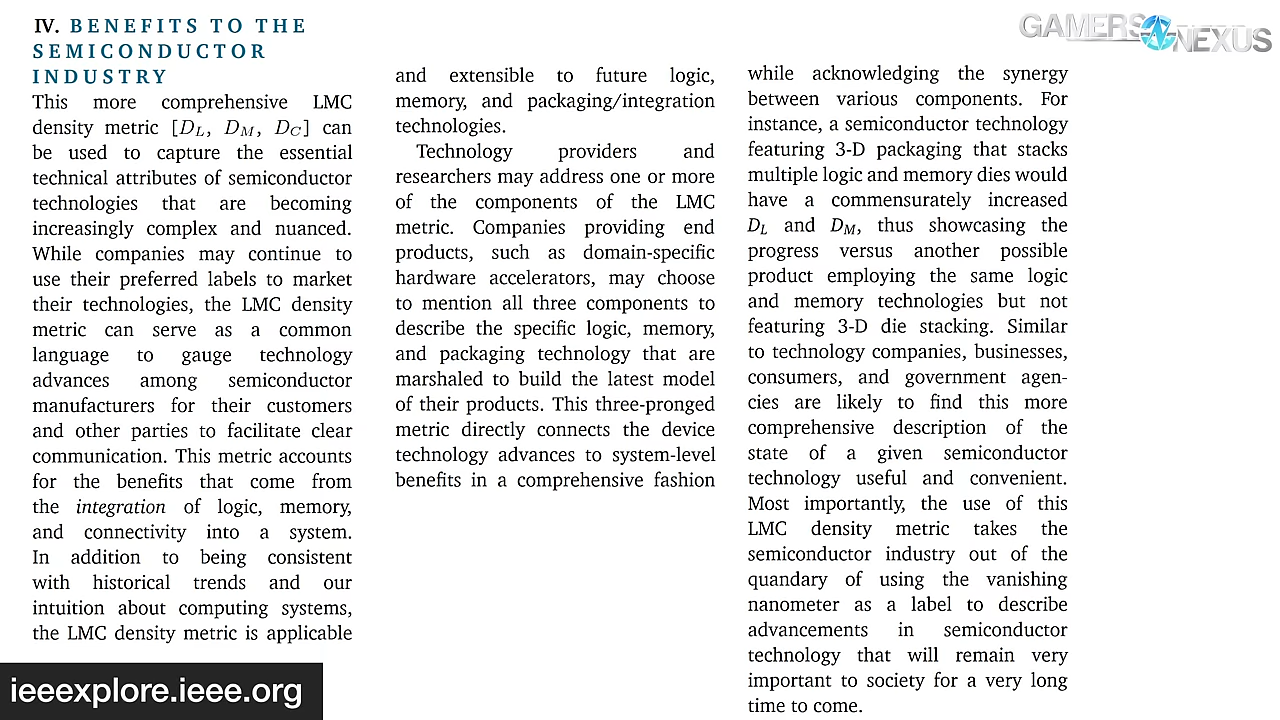 IV. BENEFITS TO THE
SEMICONDUCTOR
INDUSTRY
This more comprehensive LMC
density metric [D_L, D_M, D_C] can
be used to capture the essential
technical attributes of semiconductor
technologies that are becoming
increasingly complex and nuanced.
While companies may continue to
use their preferred labels to market
their technologies, the LMC density
metric can serve as a common
language to gauge technology
advances among semiconductor
manufacturers for their customers
and other parties to facilitate clear
communication. This metric accounts
for the benefits that come from
the integration of logic, memory,
and connectivity into a system.
In addition to being consistent
with historical trends and our
intuition about computing systems,
the LMC density metric is applicable
and extensible to future logic,
memory, and packaging/integration
technologies.
Technology providers and
researchers may address one or more
of the components of the LMC
metric. Companies providing end
products, such as domain-specific
hardware accelerators, may choose
to mention all three components to
describe the specific logic, memory,
and packaging technology that are
marshaled to build the latest model
of their products. This three-pronged
metric directly connects the device
technology advances to system-level
benefits in a comprehensive fashion
while acknowledging the synergy
between various components. For
instance, a semiconductor technology
featuring 3-D packaging that stacks
multiple logic and memory dies would
have a commensurately increased
D_L and D_M, thus showcasing the
progress versus another possible
product employing the same logic
and memory technologies but not
featuring 3-D die stacking. Similar
to technology companies, businesses,
consumers, and government agen-
cies are likely to find this more
comprehensive description of the
state of a given semiconductor
technology useful and convenient.
Most importantly, the use of this
LMC density metric takes the
semiconductor industry out of the
quandary of using the vanishing
nanometer as a label to describe
advancements in semiconductor
technology that will remain very
important to society for a very long
time to come.
GAMERS NEXUS
ieeexplore.ieee.org